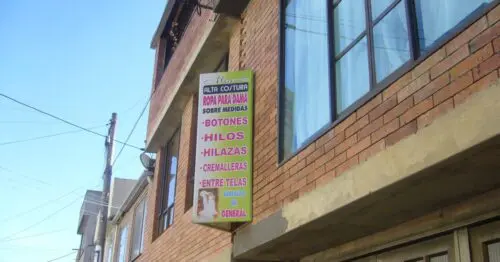 ALTA COSTURA
ROPA PARA DAMA
SOBRE MEDIDAS
• BOTONES
• HILOS
• HILAZAS
• CREMALLERAS
• ENTRE TELAS
GENERAL